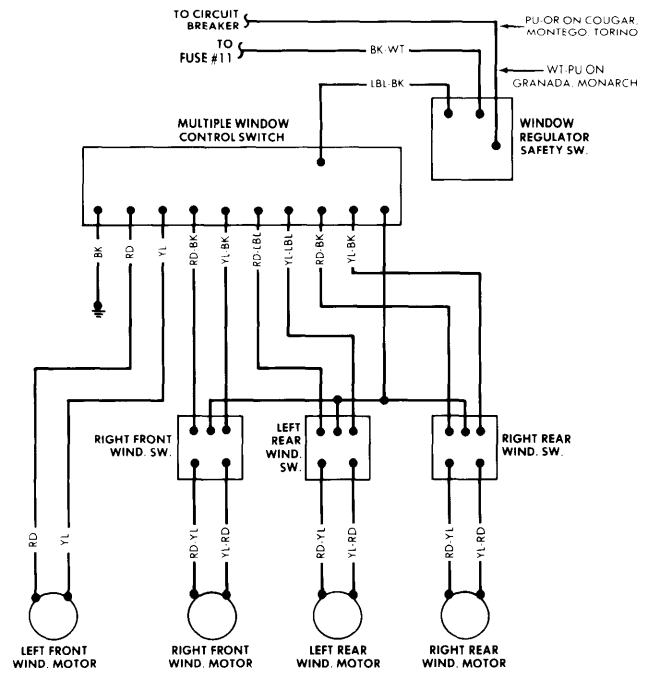 TO CIRCUIT
BREAKER
PU-OR ON COUGAR,
MONTEGO, TORINO
TO
FUSE #11
BK-WT
WT-PU ON
GRANADA, MONARCH
LBL-BK
MULTIPLE WINDOW
CONTROL SWITCH
WINDOW
REGULATOR
SAFETY SW.
BK
RD
YL
RD-BK
YL-BK
RD-LBL
YL-LBL
RD-BK
YL-BK
RIGHT FRONT
WIND. SW.
LEFT
REAR
WIND.
SW.
RIGHT REAR
WIND. SW.
RD
YL
RD-YL
YL-RD
RD-YL
YL-RD
RD-YL
YL-RD
LEFT FRONT
WIND. MOTOR
RIGHT FRONT
WIND. MOTOR
LEFT REAR
WIND. MOTOR
RIGHT REAR
WIND. MOTOR